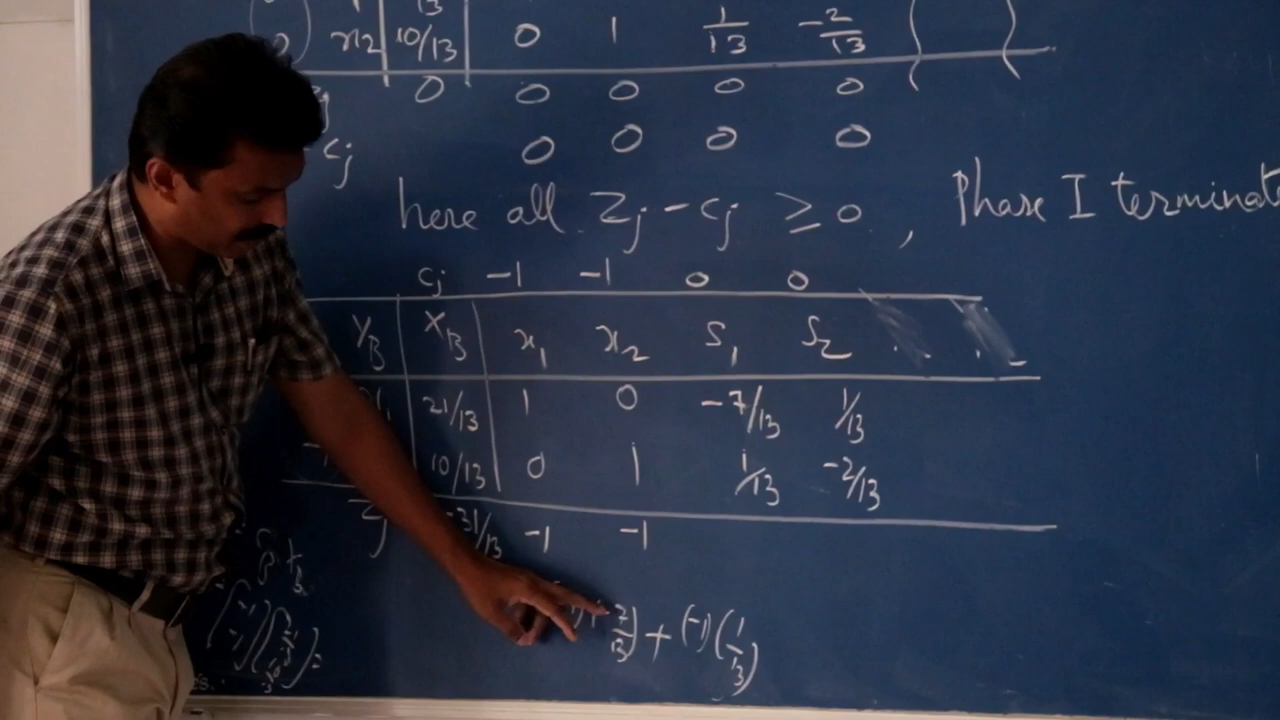 x2 10/13 0 1 1/13 -2/13
0 0 0 0 0
cj 0 0 0 0
here all Zj - cj ≥ 0 , Phase I terminate
cj -1 -1 0 0
YB XB x1 x2 S1 S2
21/13 1 0 -7/13 1/13
10/13 0 1 1/13 -2/13
-31/13 -1 -1
(-7/13) + (-1)(1/13)